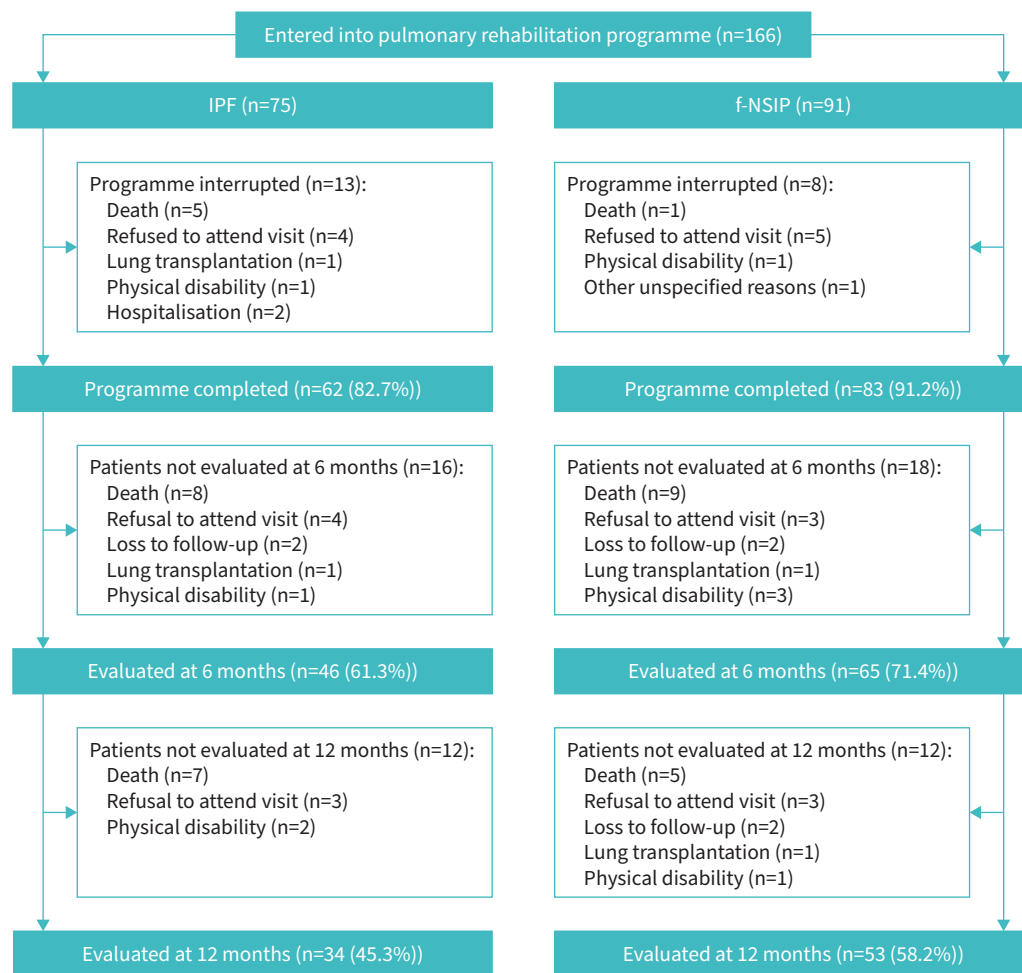 Entered into pulmonary rehabilitation programme (n=166)
IPF (n=75)
f-NSIP (n=91)
Programme interrupted (n=13):
Death (n=5)
Refused to attend visit (n=4)
Lung transplantation (n=1)
Physical disability (n=1)
Hospitalisation (n=2)
Programme interrupted (n=8):
Death (n=1)
Refused to attend visit (n=5)
Physical disability (n=1)
Other unspecified reasons (n=1)
Programme completed (n=62 (82.7%))
Programme completed (n=83 (91.2%))
Patients not evaluated at 6 months (n=16):
Death (n=8)
Refusal to attend visit (n=4)
Loss to follow-up (n=2)
Lung transplantation (n=1)
Physical disability (n=1)
Patients not evaluated at 6 months (n=18):
Death (n=9)
Refusal to attend visit (n=3)
Loss to follow-up (n=2)
Lung transplantation (n=1)
Physical disability (n=3)
Evaluated at 6 months (n=46 (61.3%))
Evaluated at 6 months (n=65 (71.4%))
Patients not evaluated at 12 months (n=12):
Death (n=7)
Refusal to attend visit (n=3)
Physical disability (n=2)
Patients not evaluated at 12 months (n=12):
Death (n=5)
Refusal to attend visit (n=3)
Loss to follow-up (n=2)
Lung transplantation (n=1)
Physical disability (n=1)
Evaluated at 12 months (n=34 (45.3%))
Evaluated at 12 months (n=53 (58.2%))